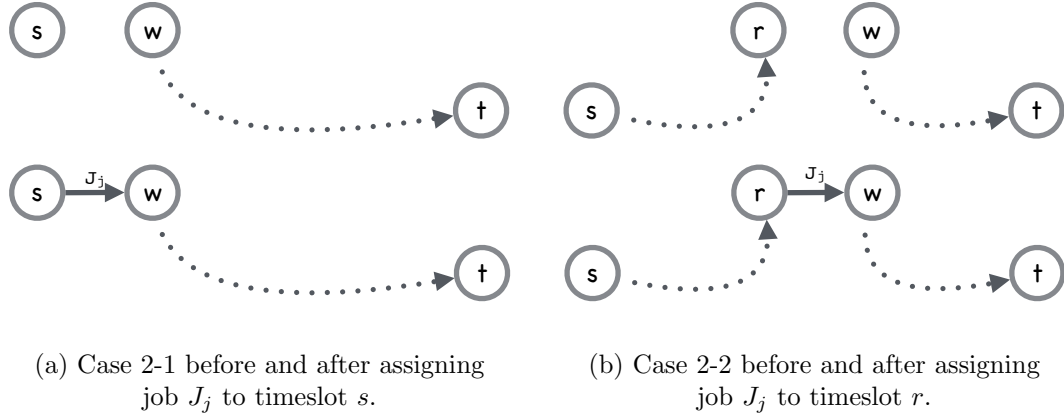 s w
t
J_j
s w
t
(a) Case 2-1 before and after assigning
job J_j to timeslot s.
r w
s t
J_j
r w
s t
(b) Case 2-2 before and after assigning
job J_j to timeslot r.